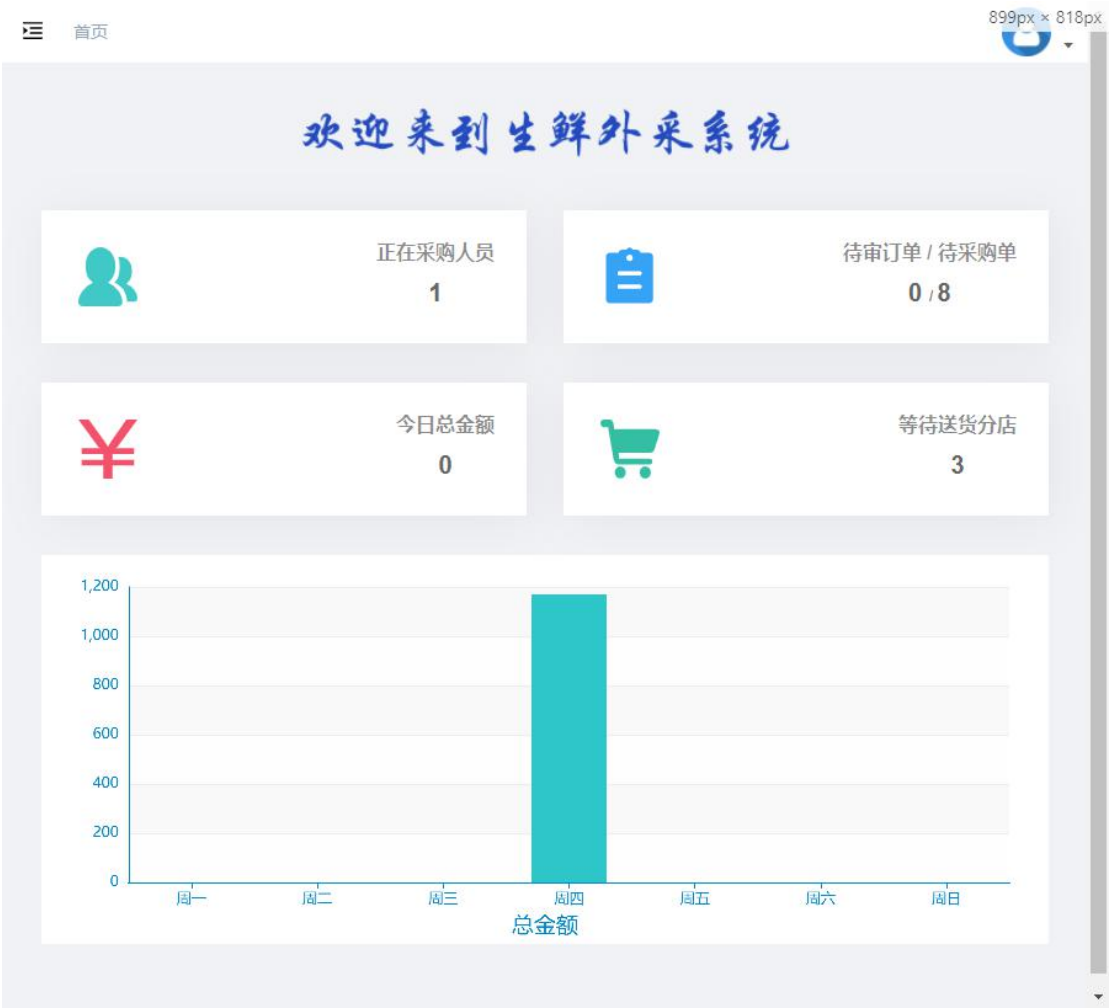 首页
899px × 818px
欢迎来到生鲜外采系统
正在采购人员
1
待审订单 / 待采购单
0 / 8
¥
今日总金额
0
等待送货分店
3
1,200
1,000
800
600
400
200
0
周一 周二 周三 周四 周五 周六 周日
总金额